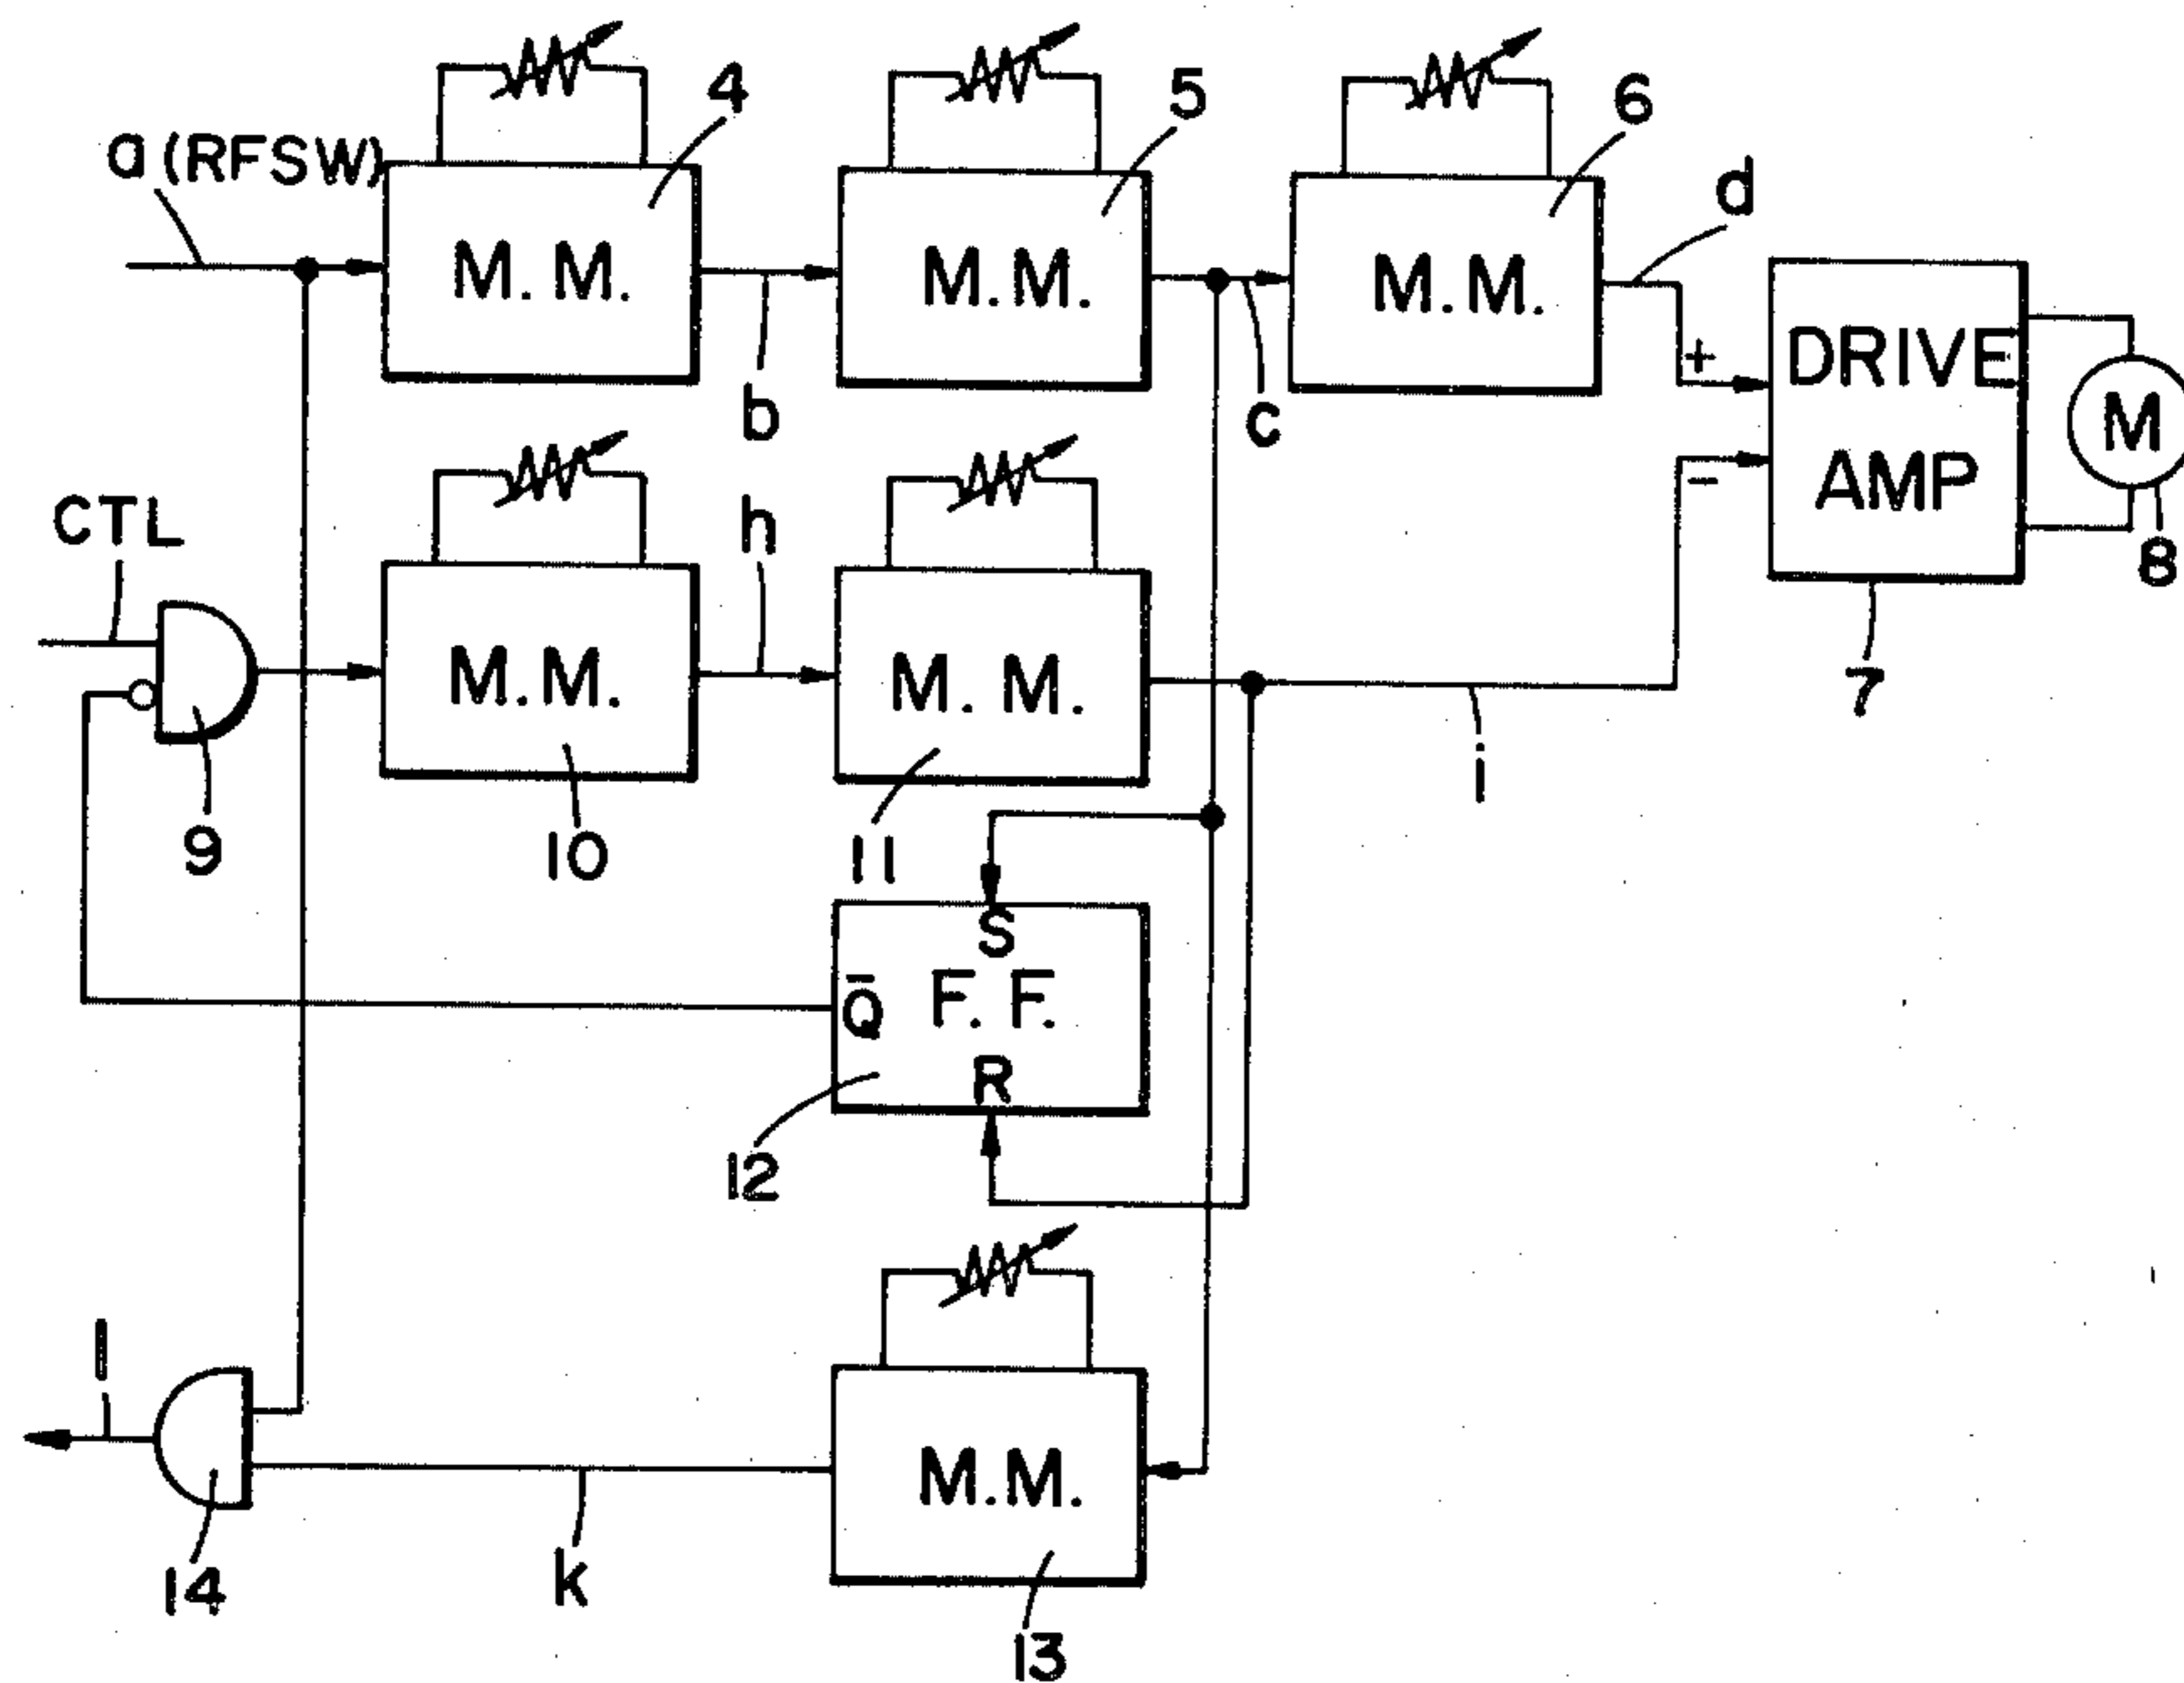 4
5
6
a (RFSW)
d
M. M.
M. M.
M. M.
DRIVE
AMP
+
-
M
8
7
b
c
CTL
h
M. M.
M. M.
i
9
10
11
S
Q̄
F. F.
R
12
l
M. M.
k
14
13